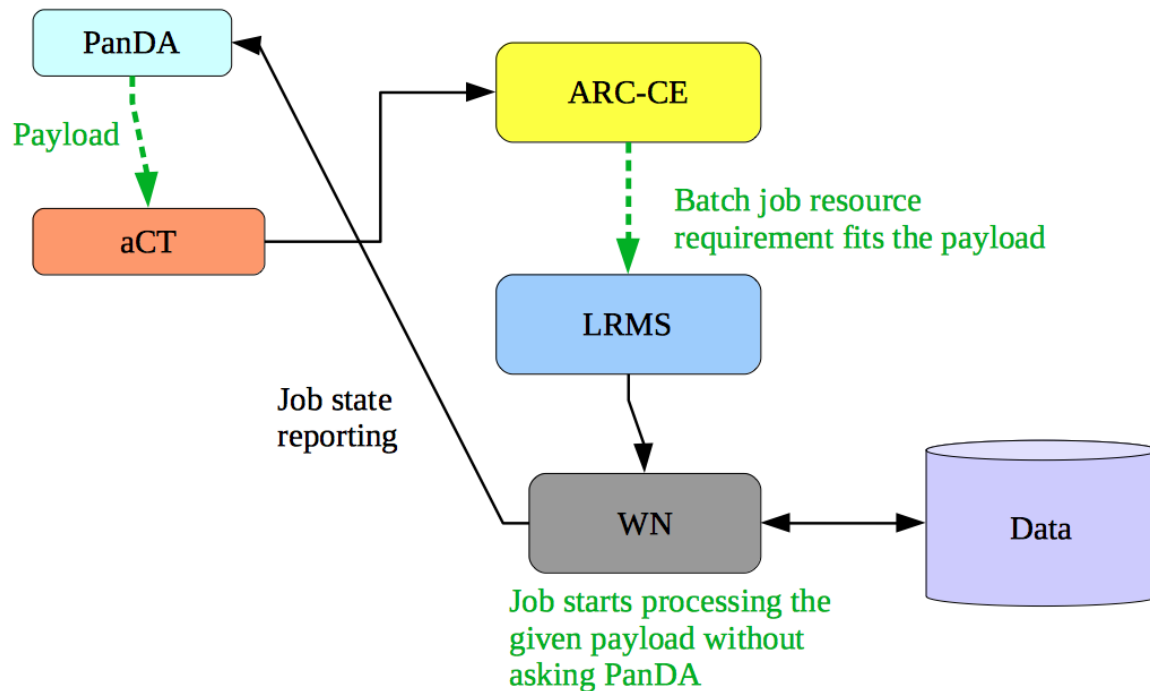 PanDA
ARC-CE
Payload
Batch job resource
requirement fits the payload
aCT
LRMS
Job state
reporting
WN
Data
Job starts processing the
given payload without
asking PanDA